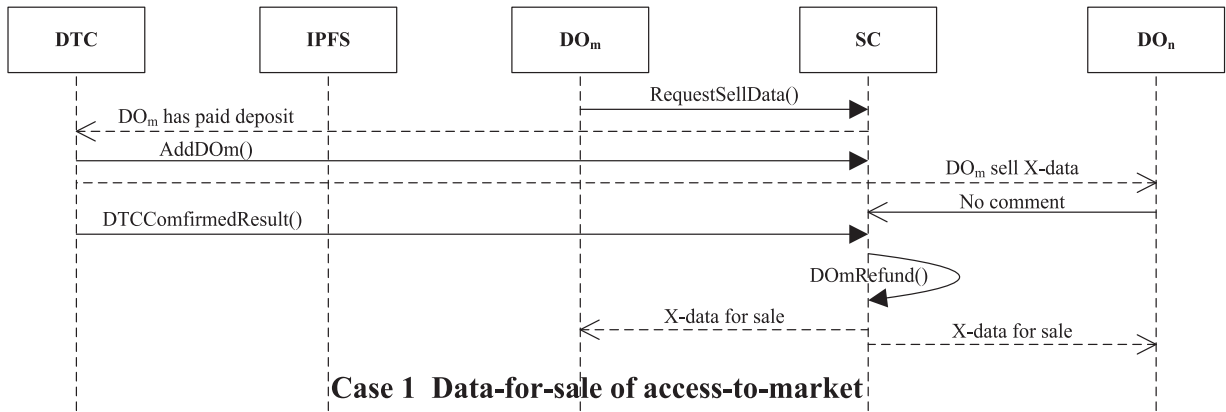 DTC IPFS DOm SC DOn
RequestSellData()
DOm has paid deposit
AddDOm()
DOm sell X-data
No comment
DTCComfirmedResult()
DOmRefund()
X-data for sale
X-data for sale
Case 1 Data-for-sale of access-to-market